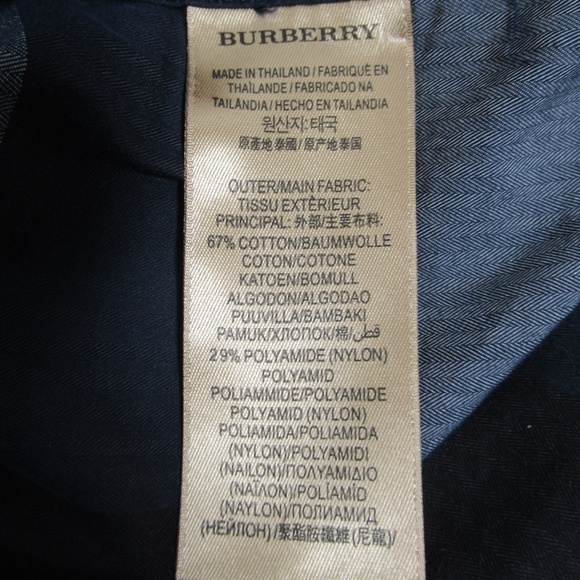 BURBERRY
MADE IN THAILAND/FABRIQUÉ EN
THAÏLANDE/FABRICADO NA
TAILÂNDIA/HECHO EN TAILANDIA
원산지:태국
原產地泰國/原产地泰国
OUTER/MAIN FABRIC:
TISSU EXTÉRIEUR
PRINCIPAL:外部/主要布料:
67% COTTON/BAUMWOLLE
COTON/COTONE
KATOEN/BOMULL
ALGODON/ALGODAO
PUUVILLA/BAMBAKI
PAMUK/ХЛОПОК/棉/قطن
29% POLYAMIDE (NYLON)
POLYAMID
POLIAMMIDE/POLYAMIDE
POLYAMID (NYLON)
POLIAMIDA/POLIAMIDA
(NYLON)/POLYAMIDI
(NAILON)/ΠΟΛΥΑΜΙΔΙΟ
(ΝΑΪΛΟΝ)/POLÍAMID
(NAYLON)/ПОЛИАМИД
(НЕЙЛОН)/聚酯胺纖維(尼龍)/